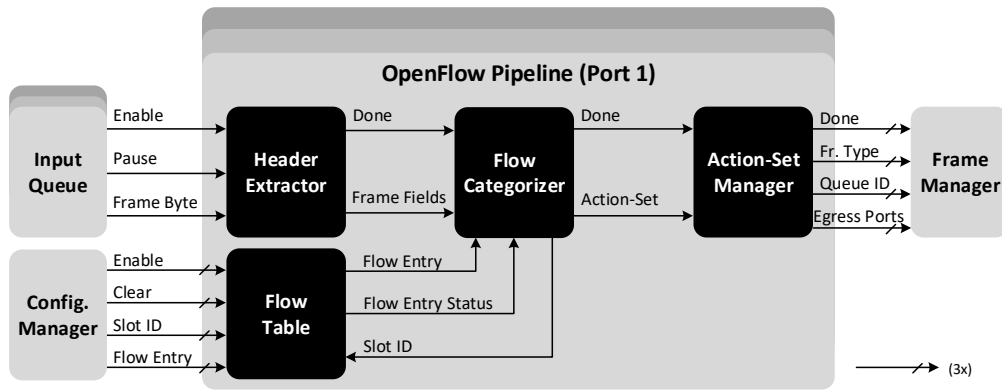 OpenFlow Pipeline (Port 1)
Input
Queue
Enable
Pause
Frame Byte
Header
Extractor
Done
Frame Fields
Flow
Categorizer
Done
Action-Set
Action-Set
Manager
Done
Fr. Type
Queue ID
Egress Ports
Frame
Manager
Config.
Manager
Enable
Clear
Slot ID
Flow Entry
Flow
Table
Flow Entry
Flow Entry Status
Slot ID
(3x)